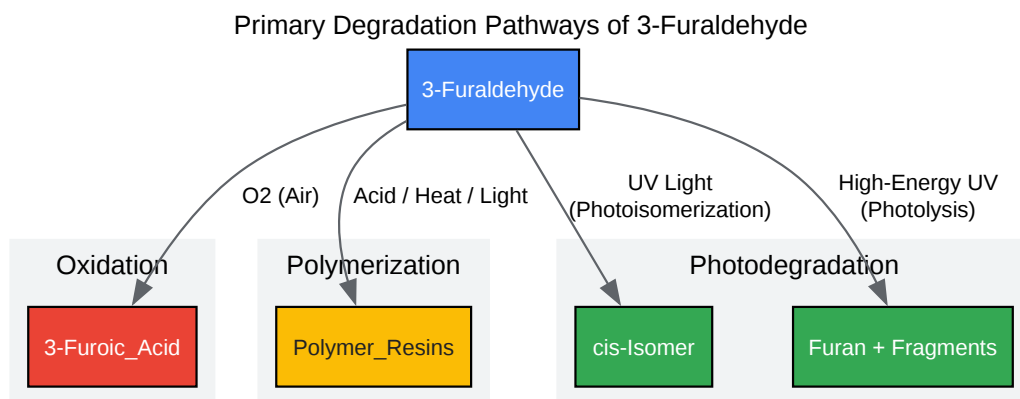 Primary Degradation Pathways of 3-Furaldehyde
3-Furaldehyde
O2 (Air)
Acid / Heat / Light
UV Light
(Photoisomerization)
High-Energy UV
(Photolysis)
Oxidation
Polymerization
Photodegradation
3-Furoic_Acid
Polymer_Resins
cis-Isomer
Furan + Fragments